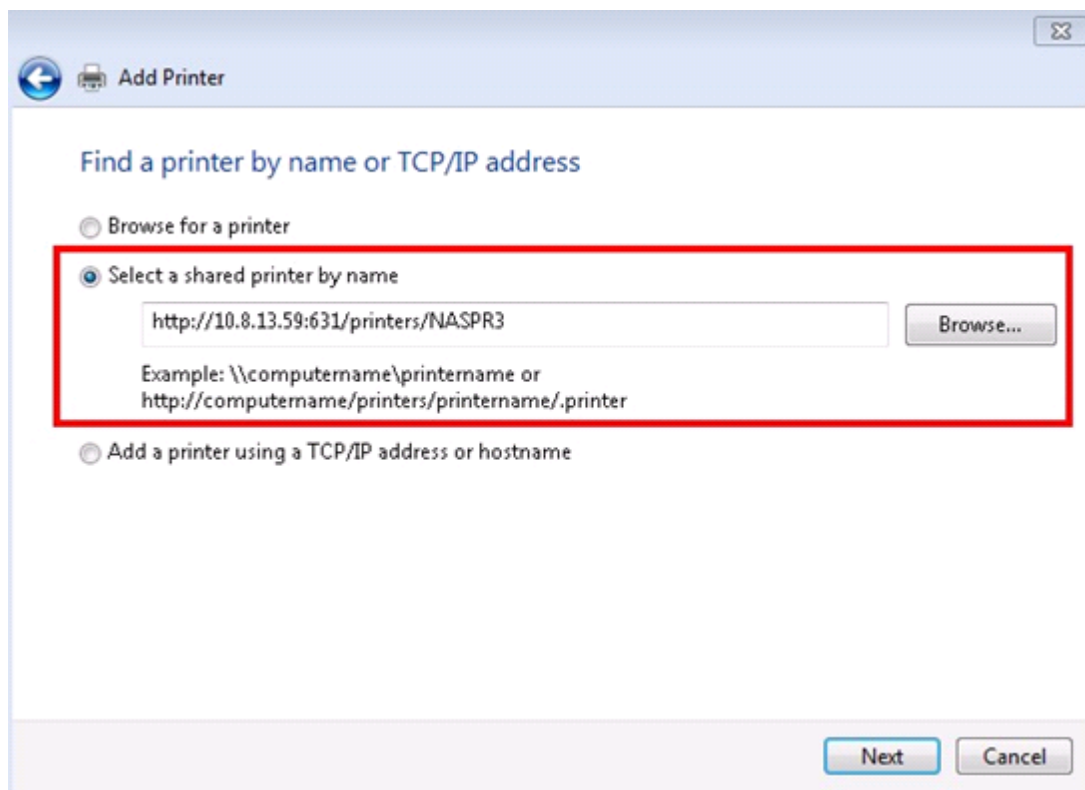 Add Printer
Find a printer by name or TCP/IP address
Browse for a printer
Select a shared printer by name
http://10.8.13.59:631/printers/NASPR3
Browse...
Example: \\computername\printername or
http://computername/printers/printername/.printer
Add a printer using a TCP/IP address or hostname
Next
Cancel